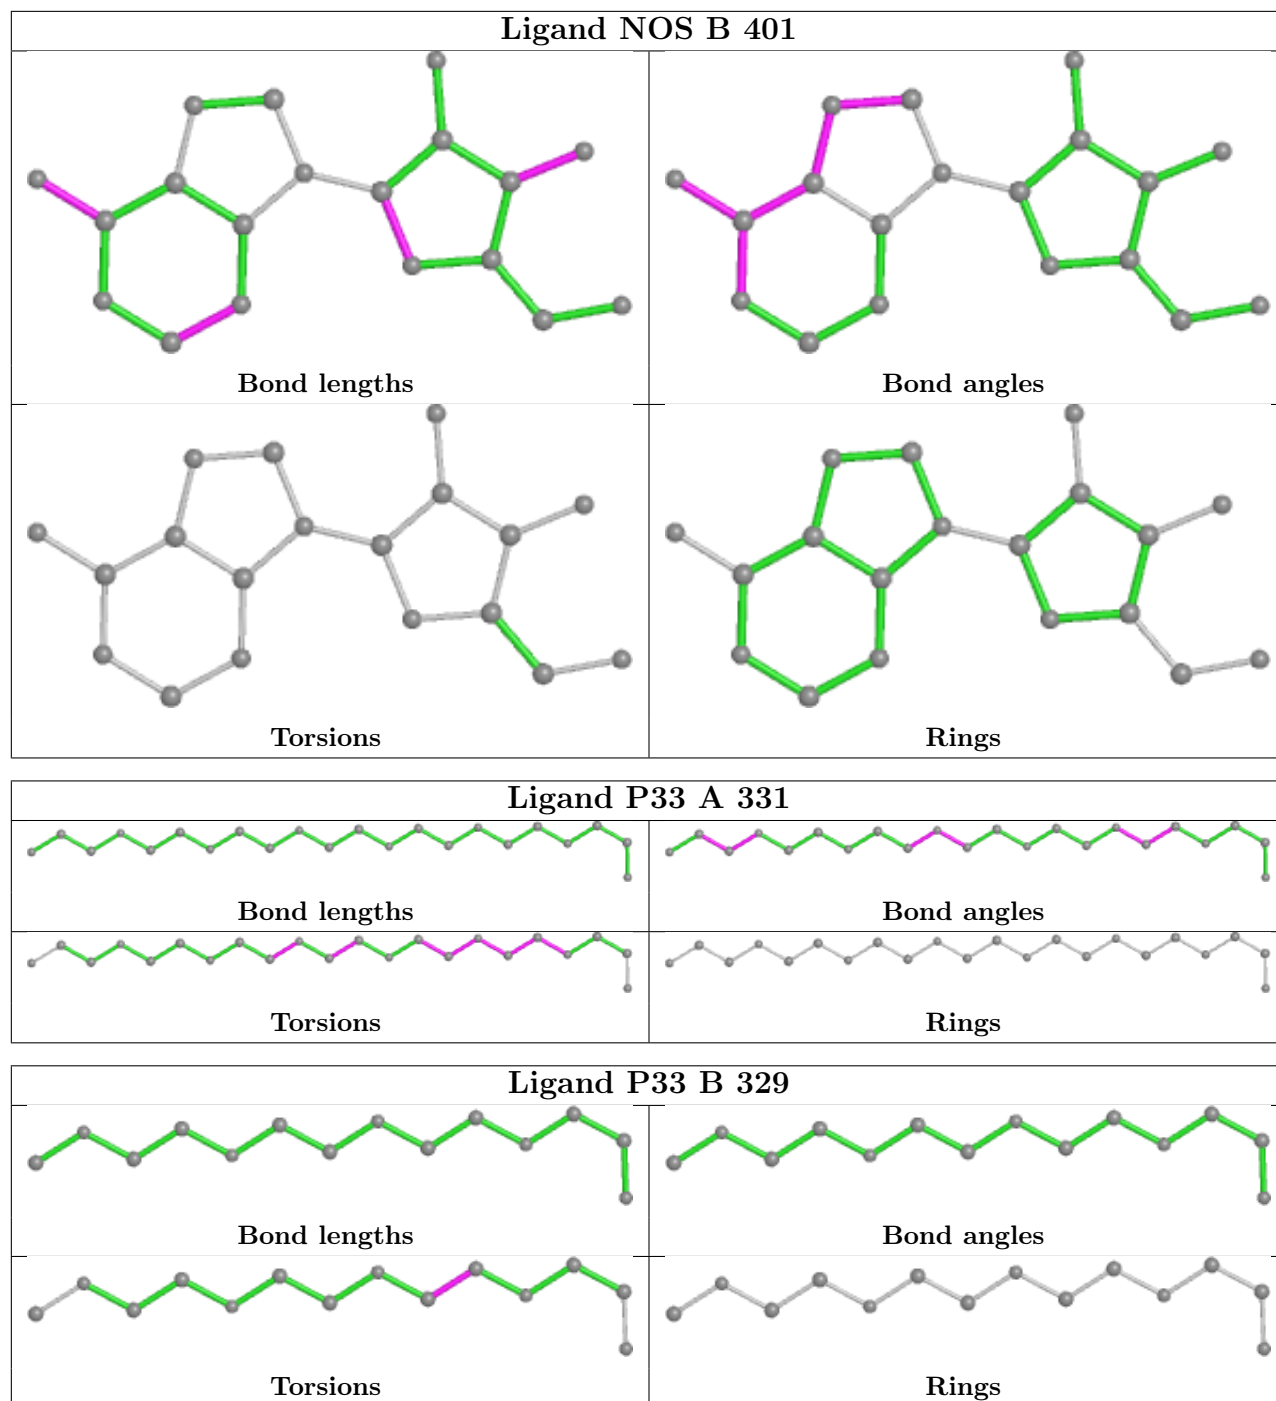 Ligand NOS B 401
Bond lengths
Bond angles
Torsions
Rings
Ligand P33 A 331
Bond lengths
Bond angles
Torsions
Rings
Ligand P33 B 329
Bond lengths
Bond angles
Torsions
Rings